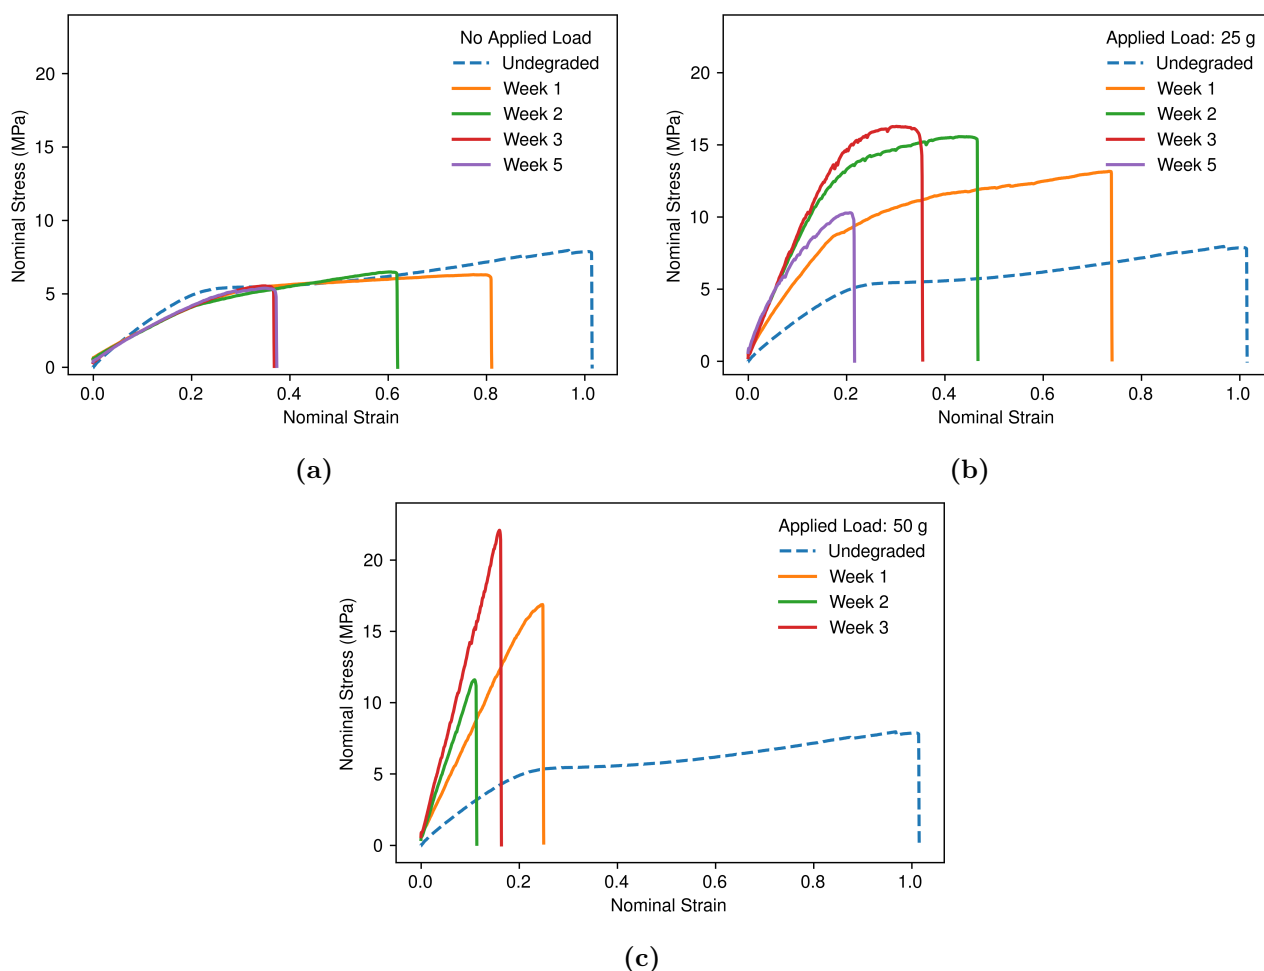 No Applied Load
Undegraded
Week 1
Week 2
Week 3
Week 5
Nominal Stress (MPa)
20
15
10
5
0
0.0 0.2 0.4 0.6 0.8 1.0
Nominal Strain
(a)
Applied Load: 25 g
Undegraded
Week 1
Week 2
Week 3
Week 5
Nominal Stress (MPa)
20
15
10
5
0
0.0 0.2 0.4 0.6 0.8 1.0
Nominal Strain
(b)
Applied Load: 50 g
Undegraded
Week 1
Week 2
Week 3
Nominal Stress (MPa)
20
15
10
5
0
0.0 0.2 0.4 0.6 0.8 1.0
Nominal Strain
(c)